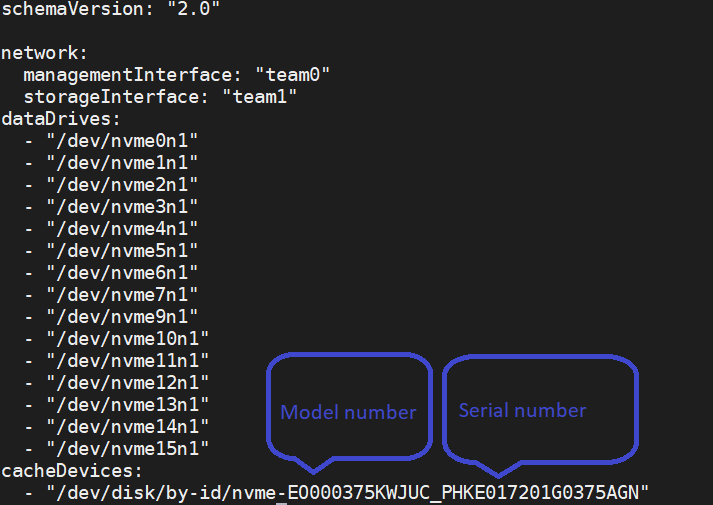 schemaVersion: "2.0"
network:
managementInterface: "team0"
storageInterface: "team1"
dataDrives:
- "/dev/nvme0n1"
- "/dev/nvme1n1"
- "/dev/nvme2n1"
- "/dev/nvme3n1"
- "/dev/nvme4n1"
- "/dev/nvme5n1"
- "/dev/nvme6n1"
- "/dev/nvme7n1"
- "/dev/nvme9n1"
- "/dev/nvme10n1"
- "/dev/nvme11n1"
- "/dev/nvme12n1"
- "/dev/nvme13n1"
- "/dev/nvme14n1"
- "/dev/nvme15n1"
Model number
Serial number
cacheDevices:
- "/dev/disk/by-id/nvme-EO000375KWJUC_PHKE017201G0375AGN"